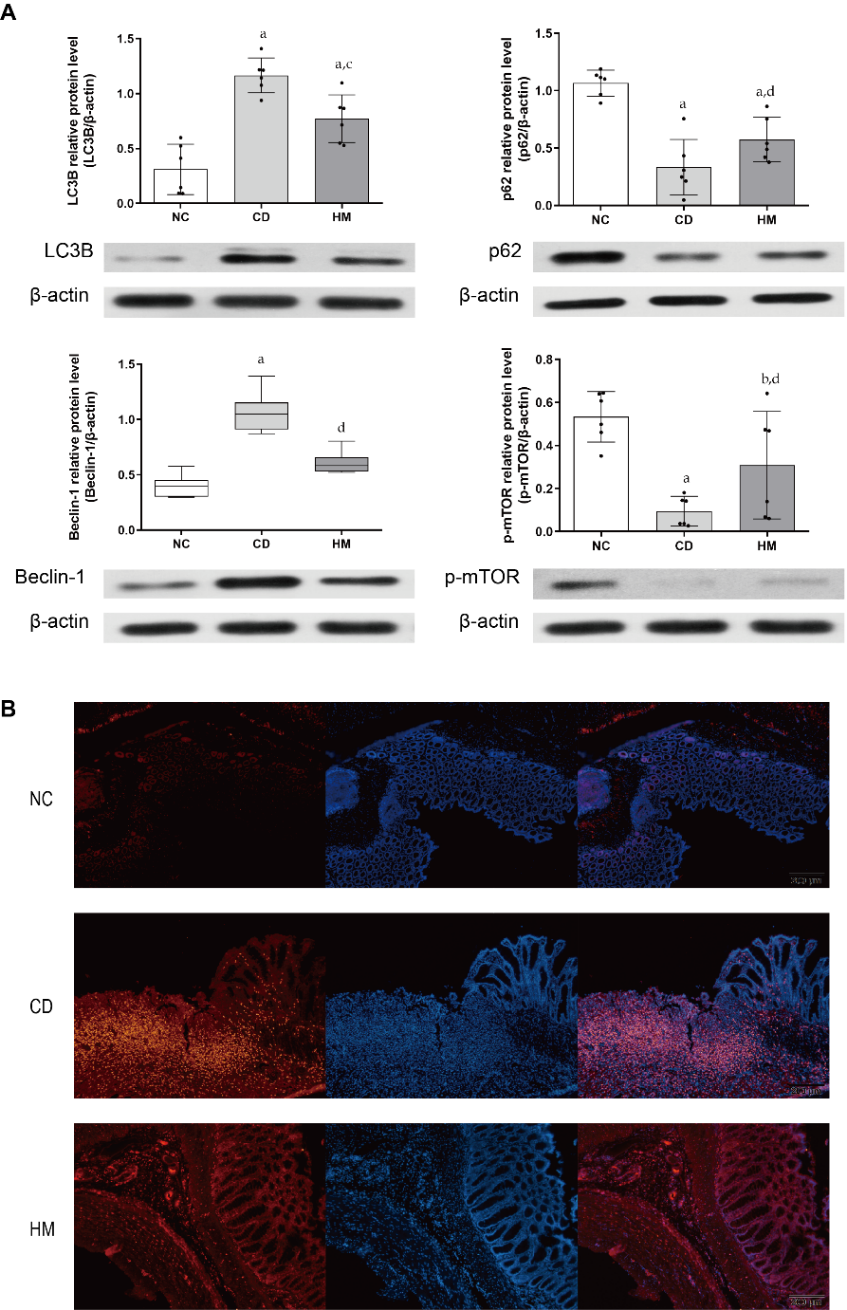 A
LC3B relative protein level
(LC3B/β-actin)
1.5
1.0
0.5
0.0
a
a,c
NC
CD
HM
p62 relative protein level
(p62/β-actin)
1.5
1.0
0.5
0.0
a
a,d
NC
CD
HM
LC3B
β-actin
p62
β-actin
Beclin-1 relative protein level
(Beclin-1/β-actin)
1.5
1.0
0.5
0.0
a
d
NC
CD
HM
p-mTOR relative protein level
(p-mTOR/β-actin)
0.8
0.6
0.4
0.2
0.0
a
b,d
NC
CD
HM
Beclin-1
β-actin
p-mTOR
β-actin
B
NC
CD
HM